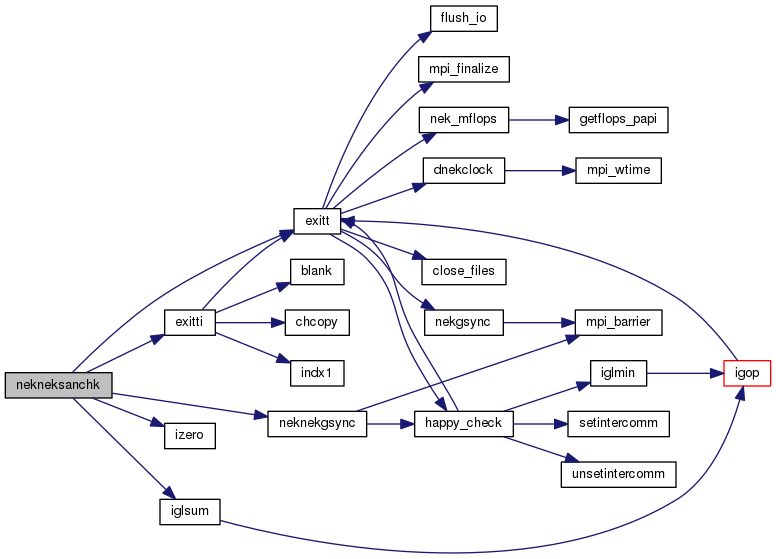 flush_io
mpi_finalize
nek_mflops
getflops_papi
dnekclock
mpi_wtime
exitt
blank
close_files
exitti
chcopy
nekgsync
mpi_barrier
indx1
iglmin
igop
nekneksanchk
neknekgsync
happy_check
setintercomm
izero
unsetintercomm
iglsum